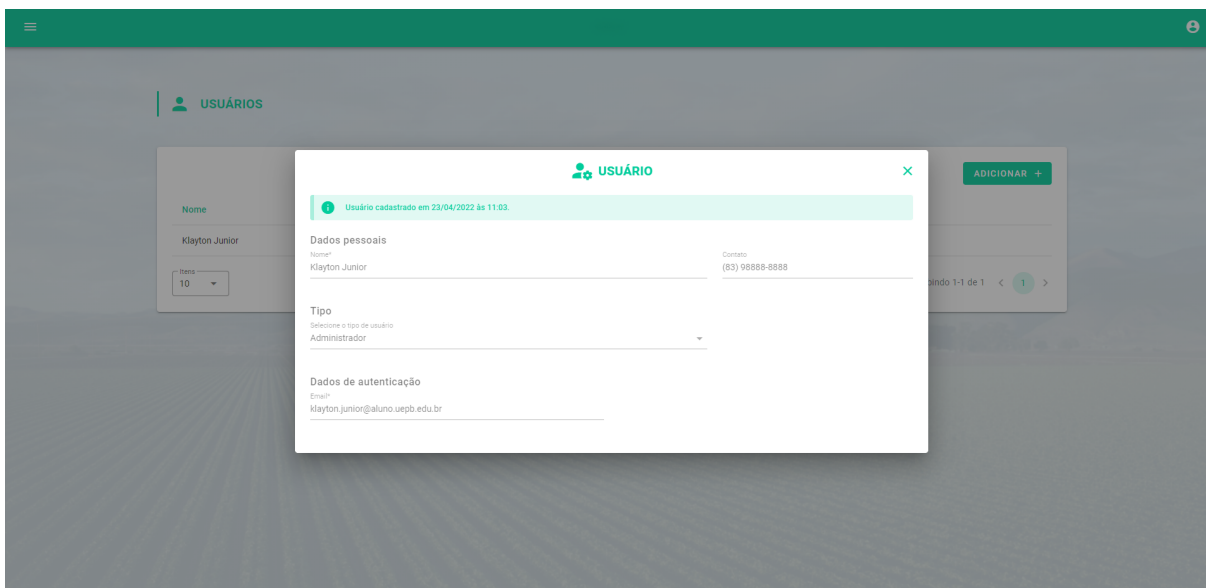 USUÁRIOS
USUÁRIO
ADICIONAR +
Usuário cadastrado em 23/04/2022 às 11:03.
Nome
Dados pessoais
Nome*
Contato
Klayton Junior
Klayton Junior
(83) 98888-8888
Itens
10
indo 1-1 de 1
1
Tipo
Selecione o tipo de usuário
Administrador
Dados de autenticação
Email*
klayton.junior@aluno.uepb.edu.br